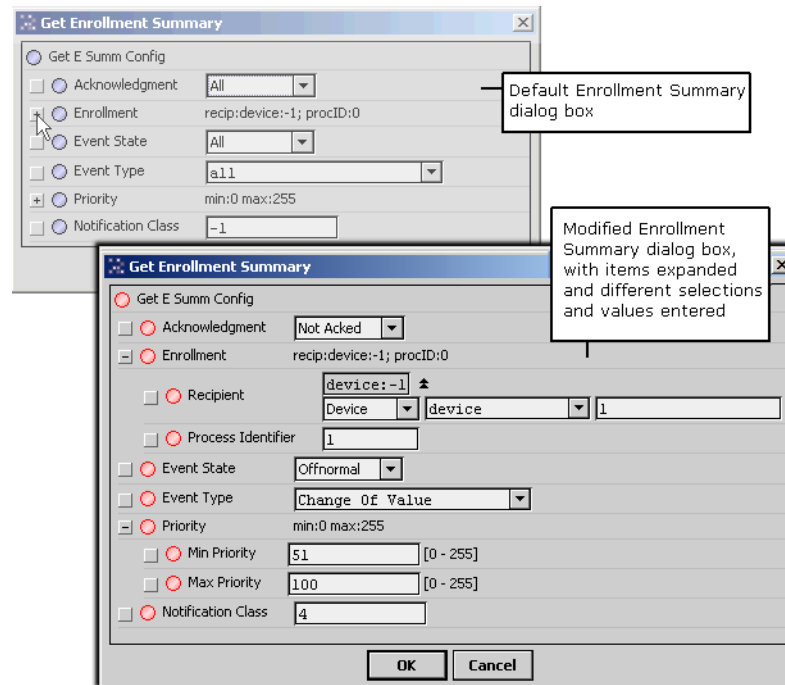 Get Enrollment Summary
Get E Summ Config
Acknowledgment All
Enrollment recip:device:-1; procID:0
Event State All
Event Type all
Priority min:0 max:255
Notification Class -1
Default Enrollment Summary
dialog box
Modified Enrollment
Summary dialog box,
with items expanded
and different selections
and values entered
Get Enrollment Summary
Get E Summ Config
Acknowledgment Not Acked
Enrollment recip:device:-1; procID:0
Recipient device:-1
Device device 1
Process Identifier 1
Event State Offnormal
Event Type Change Of Value
Priority min:0 max:255
Min Priority 51 [0 - 255]
Max Priority 100 [0 - 255]
Notification Class 4
OK Cancel